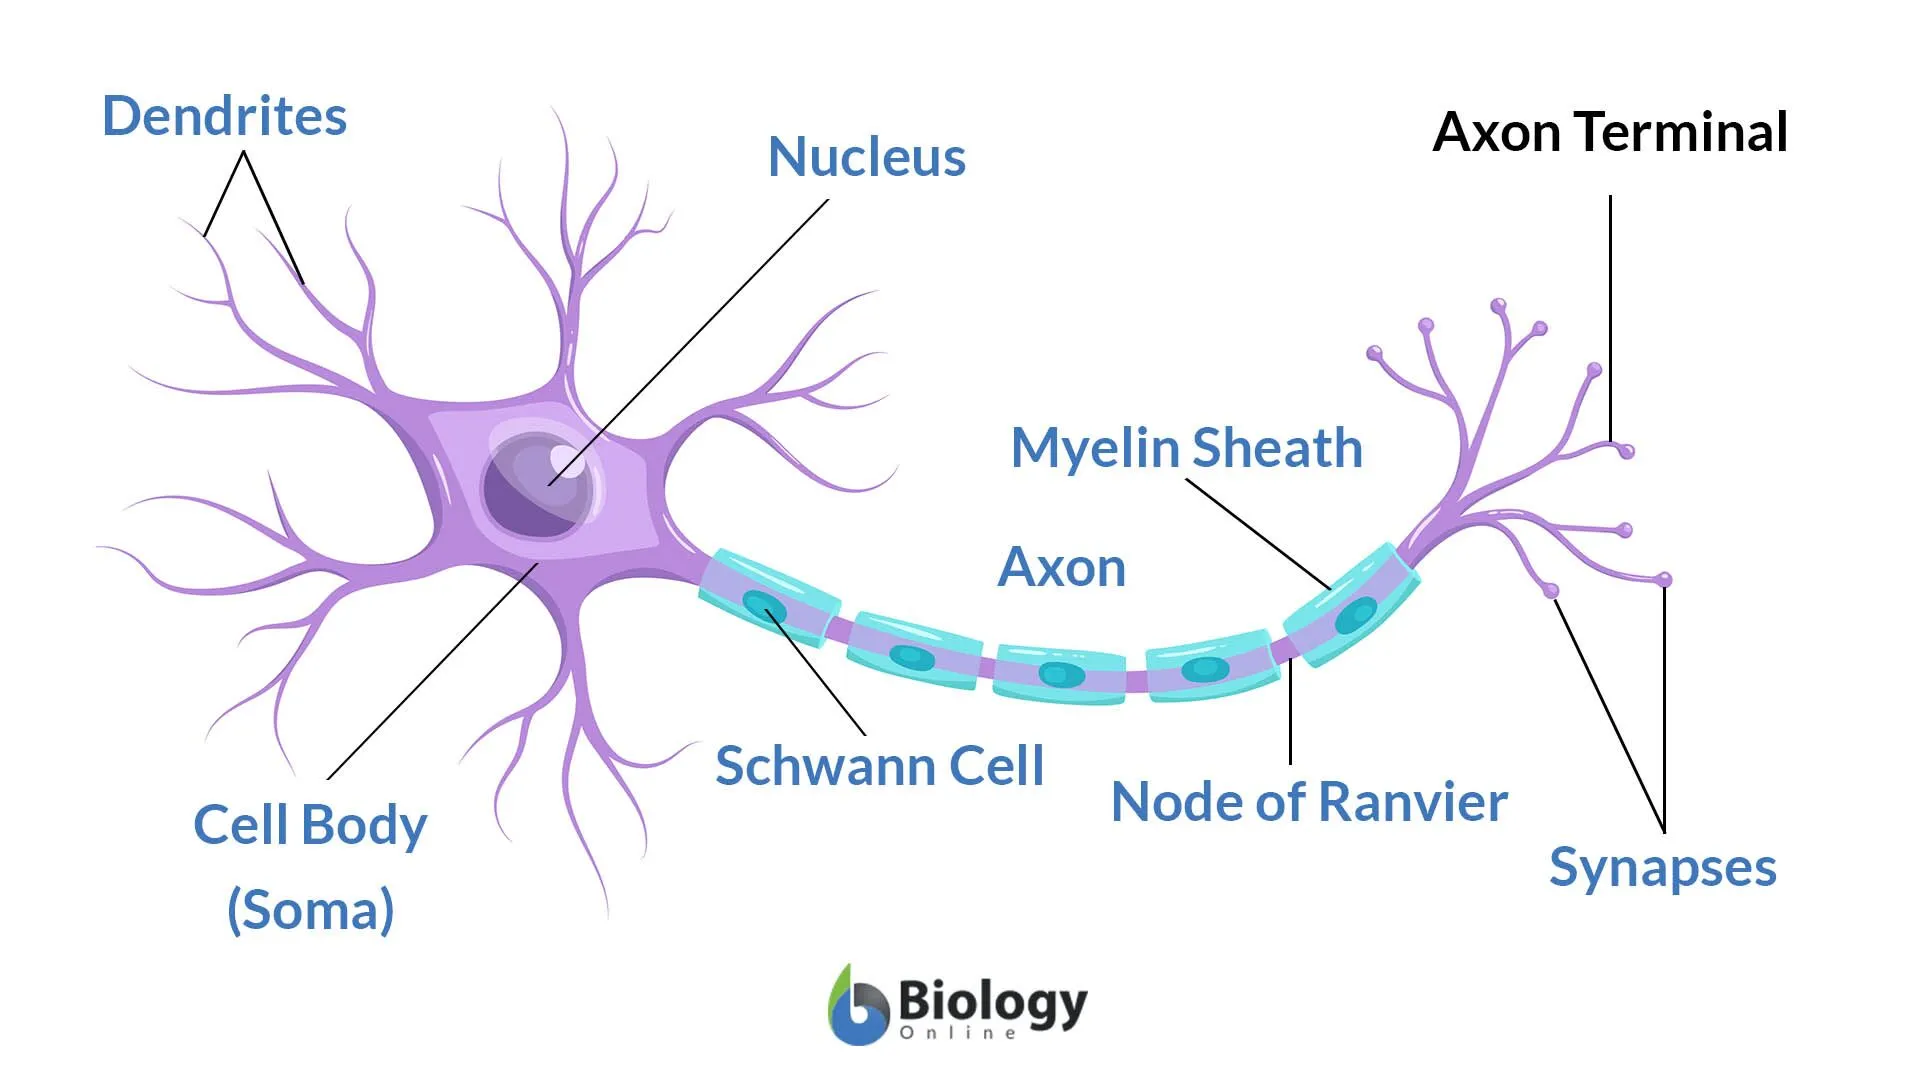 Dendrites
Nucleus
Axon Terminal
Myelin Sheath
Axon
Schwann Cell
Node of Ranvier
Cell Body
(Soma)
Synapses
Biology
Online